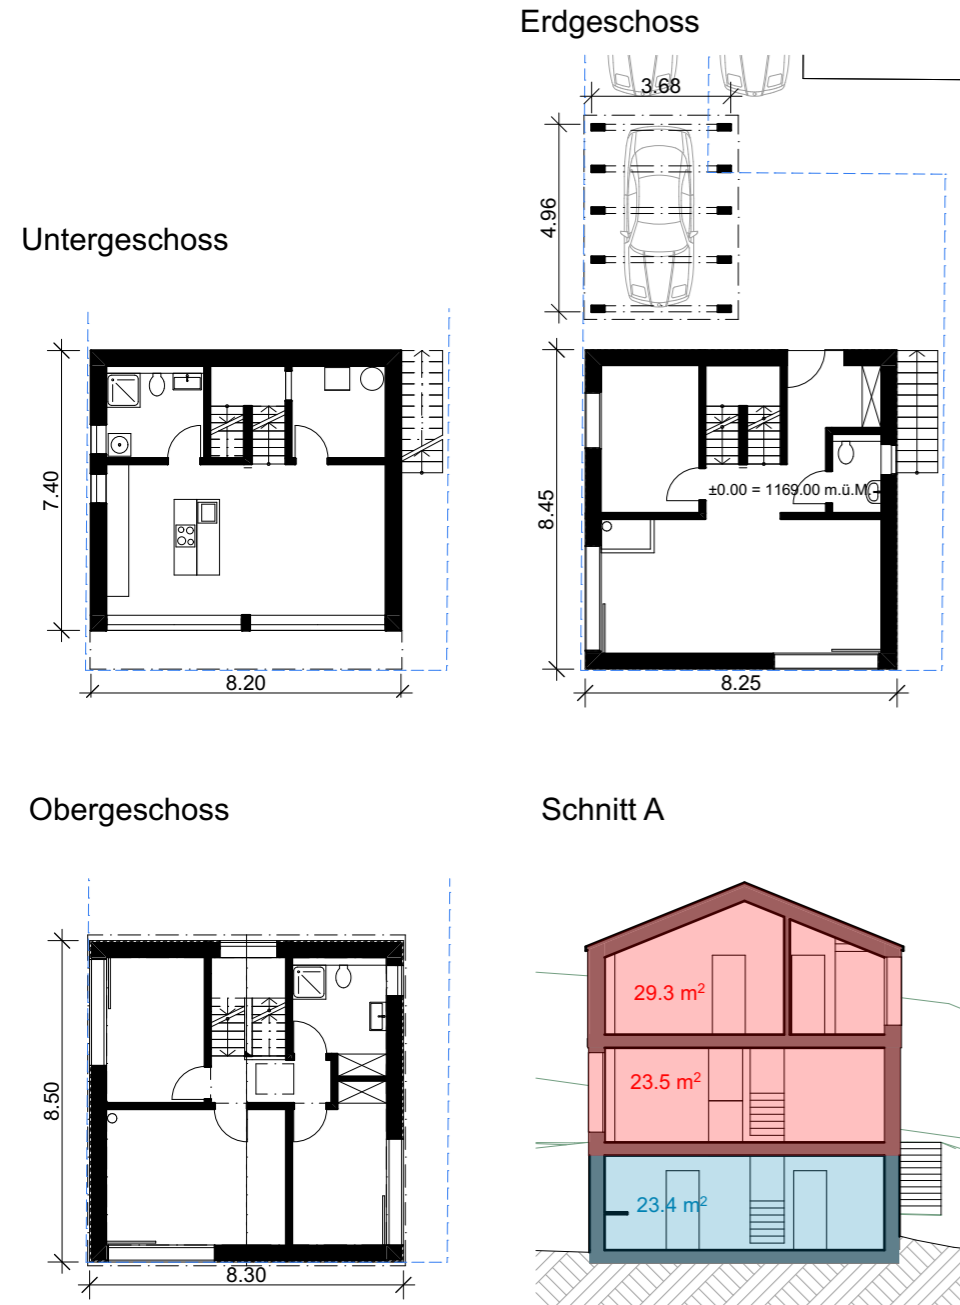 Erdgeschoss
3.68
4.96
Untergeschoss
7.40
8.20
±0.00 = 1169.00 m.ü.M.
8.45
8.25
Obergeschoss
8.50
8.30
Schnitt A
29.3 m²
23.5 m²
23.4 m²